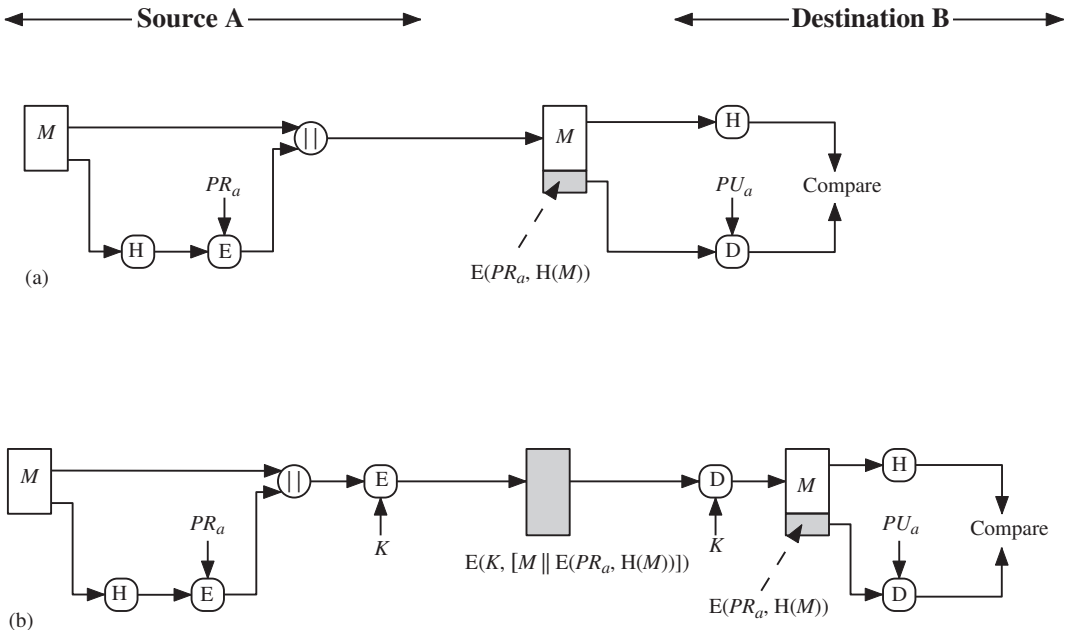 Source A
Destination B
M
||
M
H
PR_a
PU_a
Compare
H
E
D
E(PR_a, H(M))
(a)
M
||
E
D
M
H
PR_a
K
K
PU_a
Compare
E(K, [M || E(PR_a, H(M))])
H
E
D
E(PR_a, H(M))
(b)